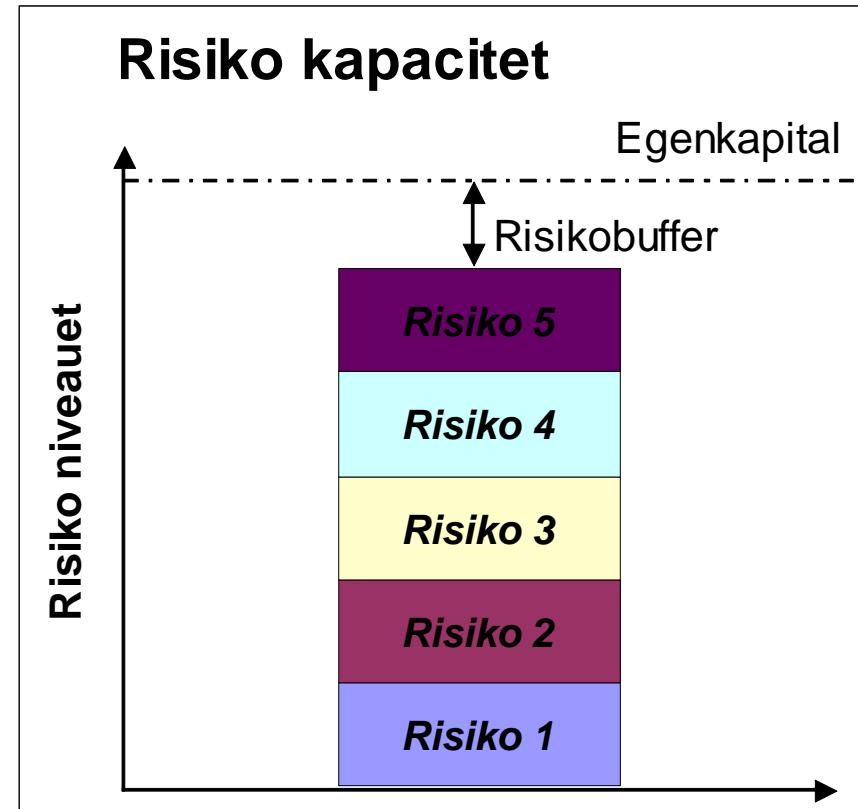 Risiko kapacitet
Egenkapital
Risikobuffer
Risiko niveauet
Risiko 5
Risiko 4
Risiko 3
Risiko 2
Risiko 1